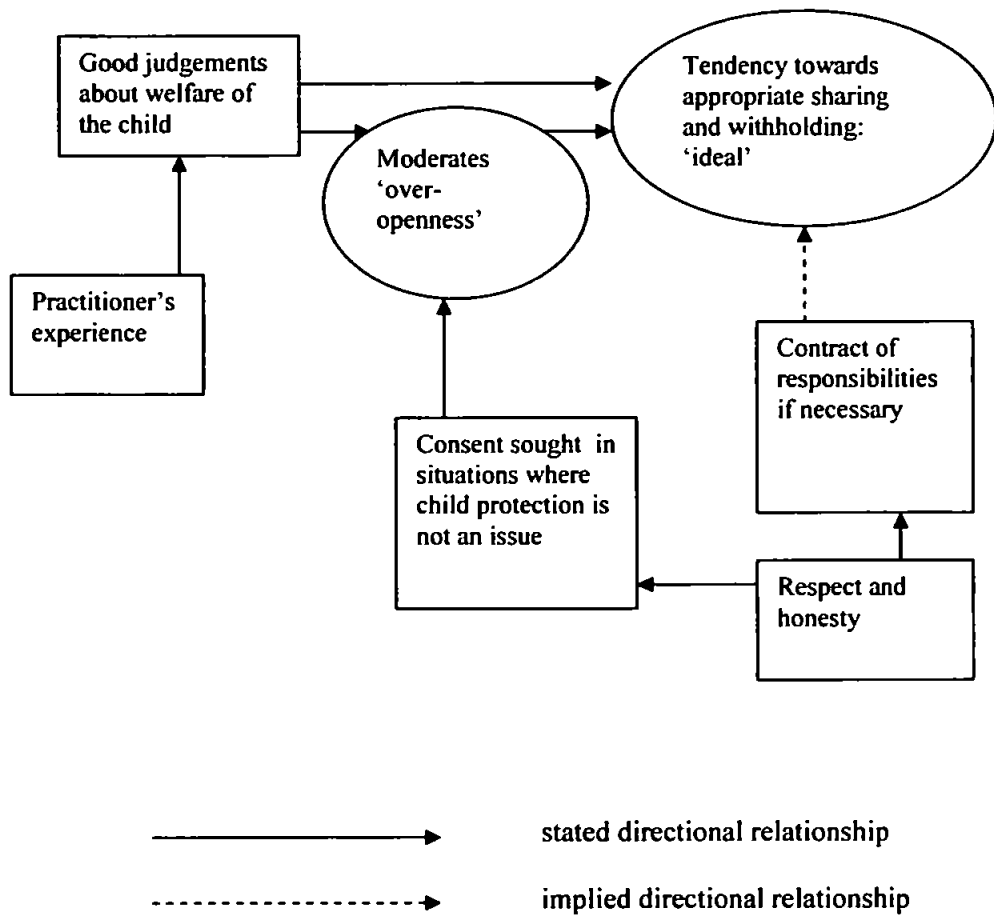 Good judgements
about welfare of
the child
Tendency towards
appropriate sharing
and withholding:
‘ideal’
Moderates
‘over-
openness’
Practitioner’s
experience
Contract of
responsibilities
if necessary
Consent sought in
situations where
child protection is
not an issue
Respect and
honesty
stated directional relationship
implied directional relationship